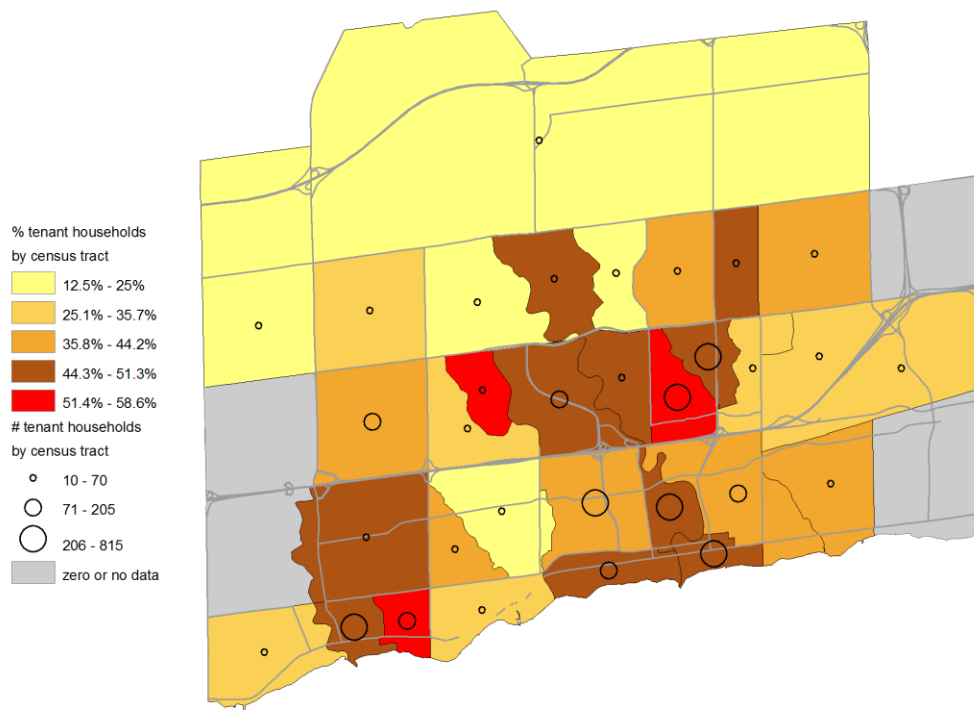 % tenant households
by census tract
12.5% - 25%
25.1% - 35.7%
35.8% - 44.2%
44.3% - 51.3%
51.4% - 58.6%
# tenant households
by census tract
10 - 70
71 - 205
206 - 815
zero or no data